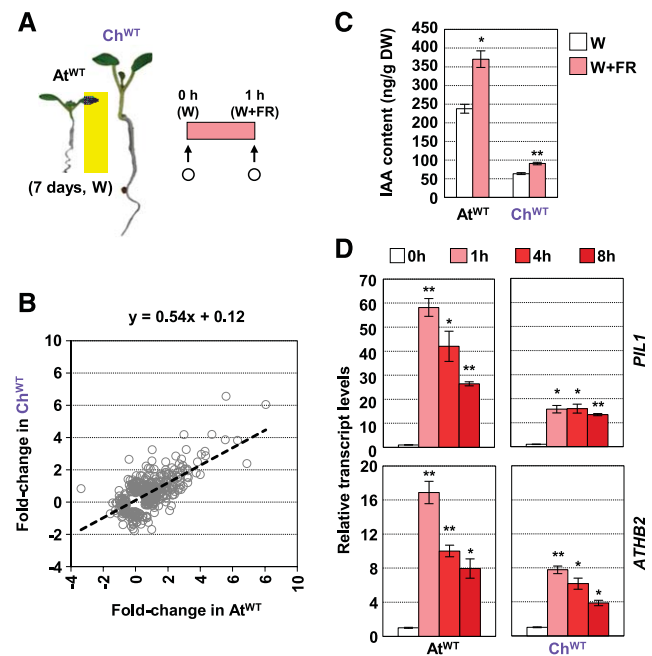 A
Ch^WT
At^WT
0 h
(W)
1 h
(W+FR)
(7 days, W)
B
y = 0.54x + 0.12
Fold-change in Ch^WT
10
8
6
4
2
0
-2
-4
-4
-2
0
2
4
6
8
10
Fold-change in At^WT
C
IAA content (ng/g DW)
450
400
350
300
250
200
150
100
50
0
*
**
W
W+FR
At^WT
Ch^WT
D
0h
1h
4h
8h
Relative transcript levels
70
60
50
40
30
20
10
0
**
*
**
*
*
**
PIL1
20
16
12
8
4
0
**
**
*
**
*
*
ATHB2
At^WT
Ch^WT